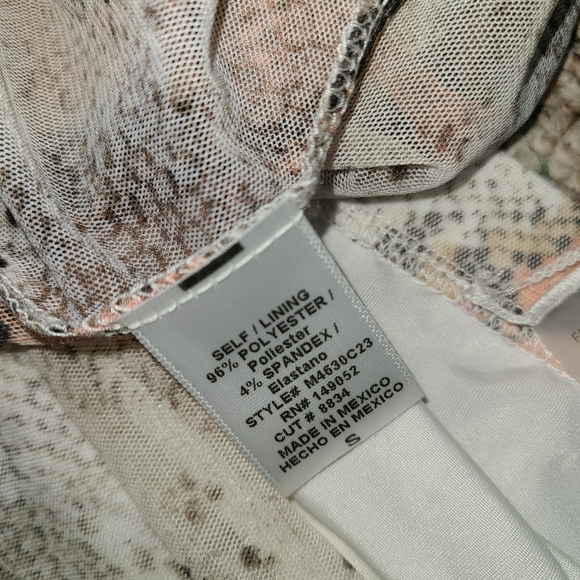 SELF / LINING
96% POLYESTER /
Poliester
4% SPANDEX /
Elastano
STYLE# M4630C23
RN# 149052
CUT # 8834
MADE IN MEXICO
HECHO EN MEXICO
S